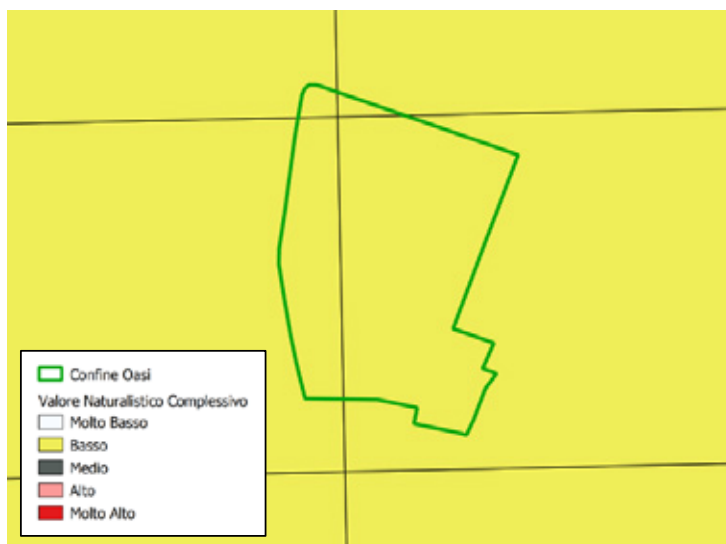 Confine Oasi
Valore Naturalistico Complessivo
Molto Basso
Basso
Medio
Alto
Molto Alto